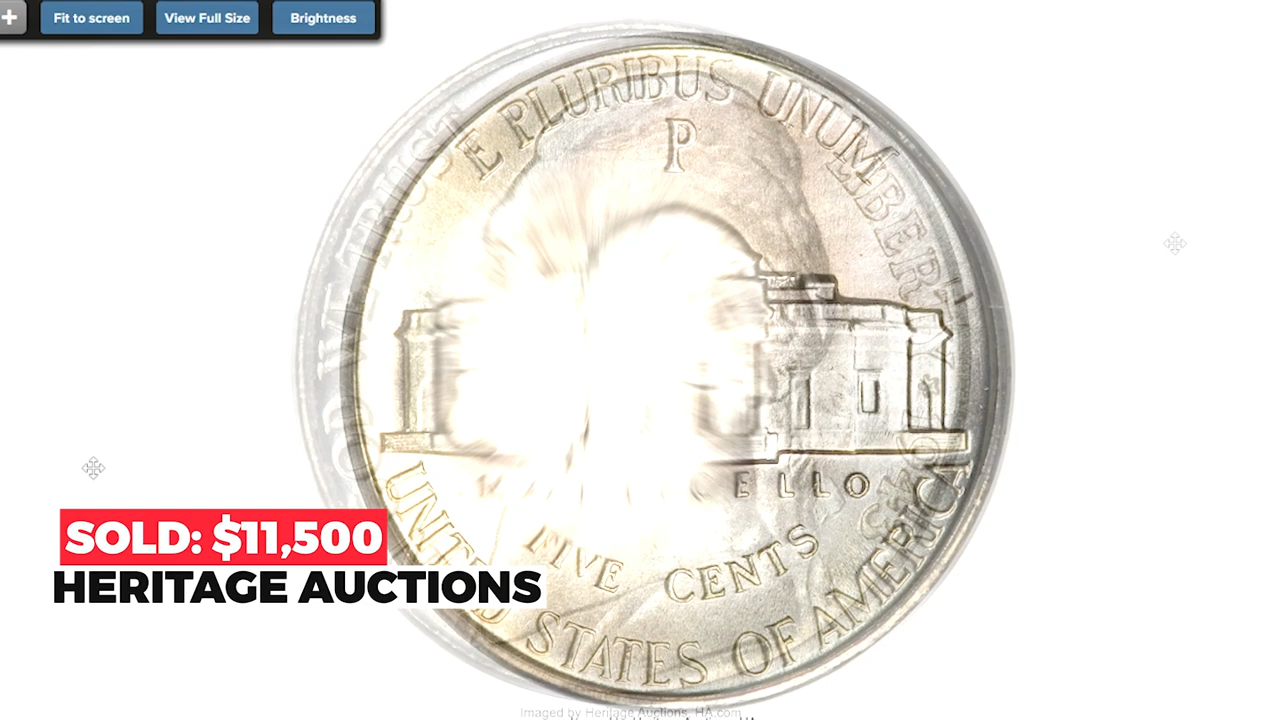 Fit to screen
View Full Size
Brightness
E PLURIBUS UNUM
P
TRUST
LIBERTY
ELLO
FIVE CENTS
UNITED STATES OF AMERICA
SOLD: $11,500
HERITAGE AUCTIONS
Imaged by Heritage Auctions, HA.com